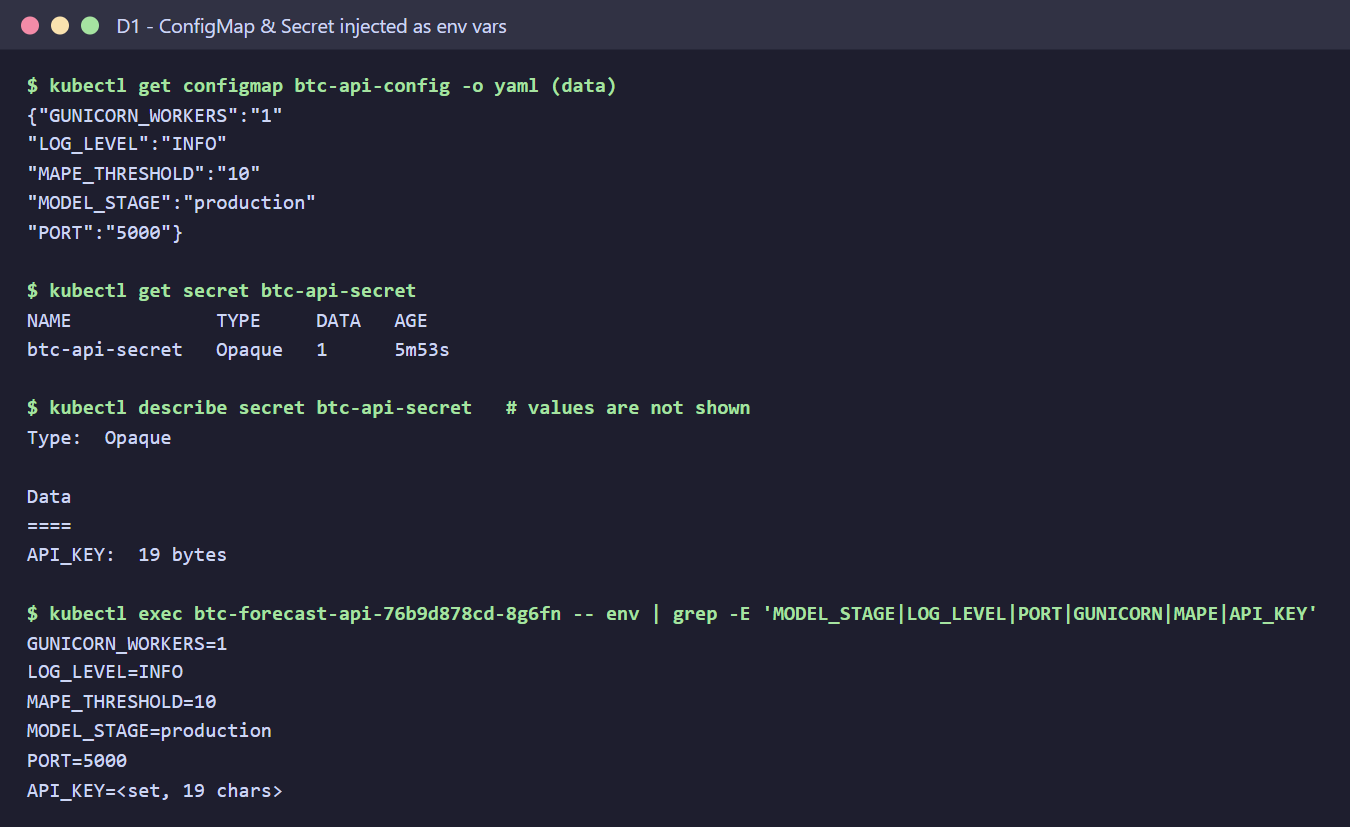 D1 - ConfigMap & Secret injected as env vars
$ kubectl get configmap btc-api-config -o yaml (data)
{"GUNICORN_WORKERS":"1"
"LOG_LEVEL":"INFO"
"MAPE_THRESHOLD":"10"
"MODEL_STAGE":"production"
"PORT":"5000"}
$ kubectl get secret btc-api-secret
NAME             TYPE     DATA   AGE
btc-api-secret   Opaque   1      5m53s
$ kubectl describe secret btc-api-secret   # values are not shown
Type:  Opaque
Data
====
API_KEY:  19 bytes
$ kubectl exec btc-forecast-api-76b9d878cd-8g6fn -- env | grep -E 'MODEL_STAGE|LOG_LEVEL|PORT|GUNICORN|MAPE|API_KEY'
GUNICORN_WORKERS=1
LOG_LEVEL=INFO
MAPE_THRESHOLD=10
MODEL_STAGE=production
PORT=5000
API_KEY=<set, 19 chars>